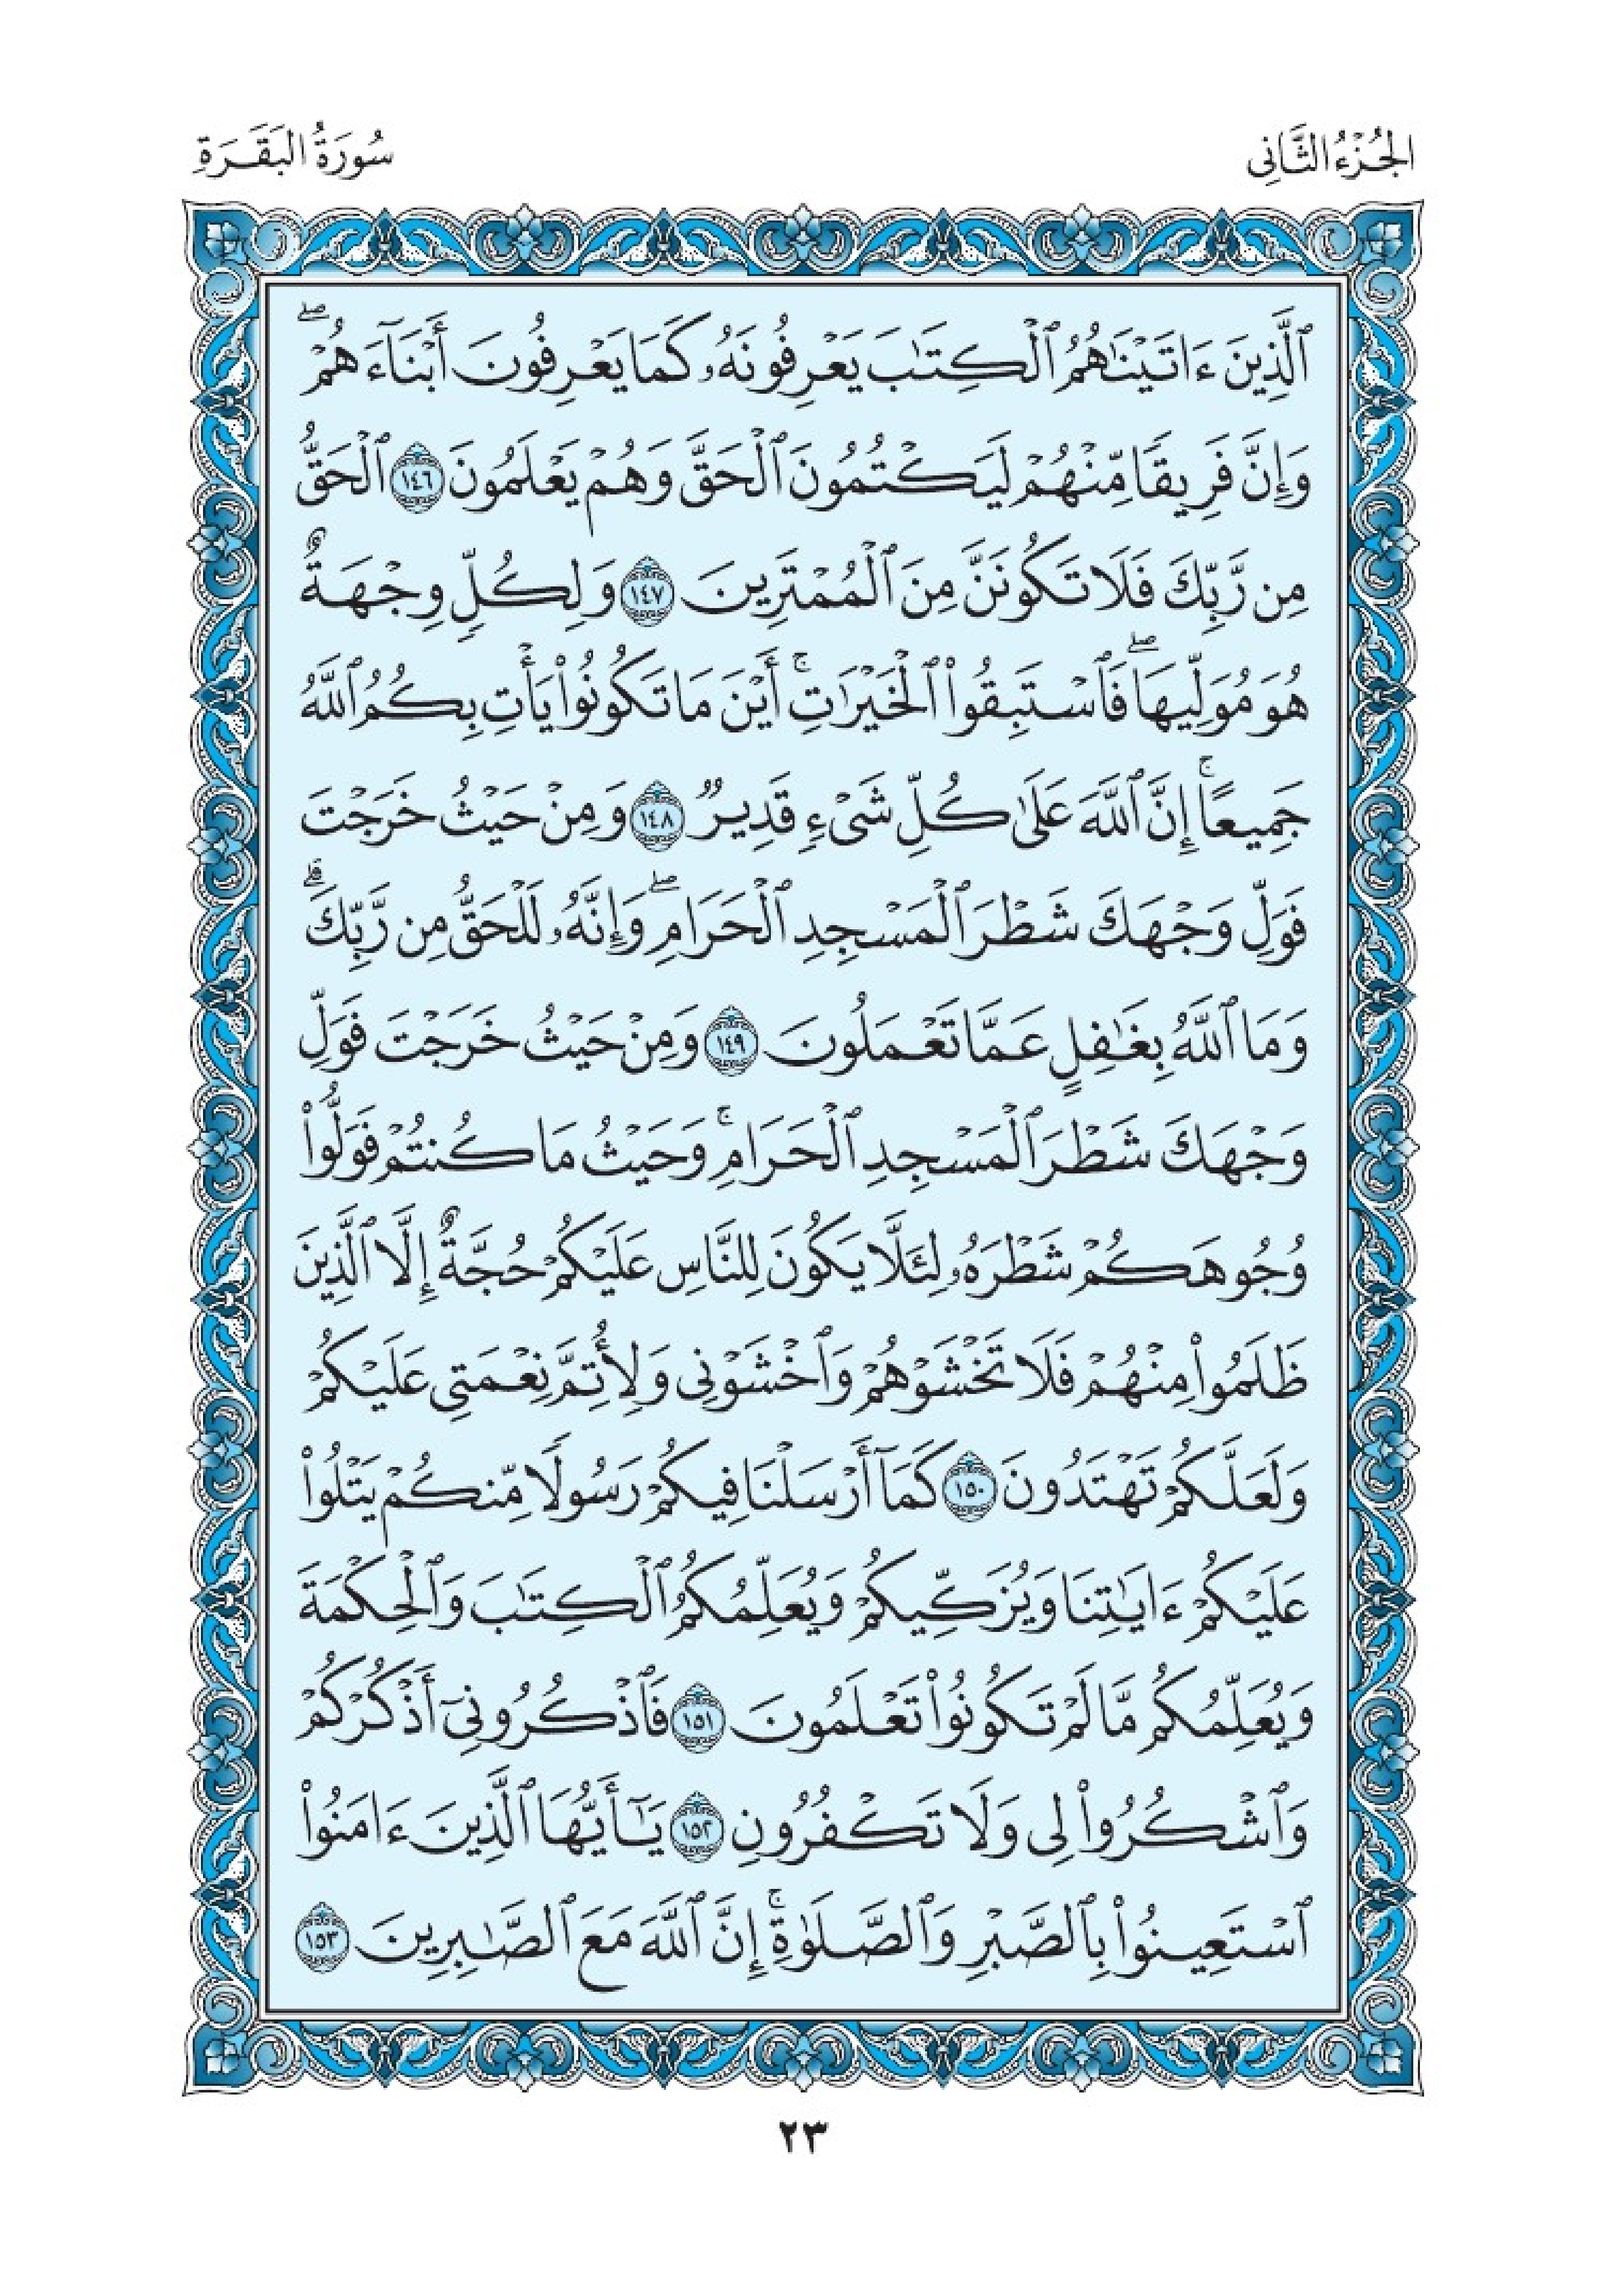 الجُزْءُ الثَّانِى
سُورَةُ البَقَرَةِ
ٱلَّذِينَ ءَاتَيْنَٰهُمُ ٱلْكِتَٰبَ يَعْرِفُونَهُۥ كَمَا يَعْرِفُونَ أَبْنَآءَهُمْ ۖ
وَإِنَّ فَرِيقًا مِّنْهُمْ لَيَكْتُمُونَ ٱلْحَقَّ وَهُمْ يَعْلَمُونَ ١٤٦ ٱلْحَقُّ
مِن رَّبِّكَ فَلَا تَكُونَنَّ مِنَ ٱلْمُمْتَرِينَ ١٤٧ وَلِكُلٍّ وِجْهَةٌ
هُوَ مُوَلِّيهَا ۖ فَٱسْتَبِقُوا۟ ٱلْخَيْرَٰتِ ۚ أَيْنَ مَا تَكُونُوا۟ يَأْتِ بِكُمُ ٱللَّهُ
جَمِيعًا ۚ إِنَّ ٱللَّهَ عَلَىٰ كُلِّ شَىْءٍ قَدِيرٌ ١٤٨ وَمِنْ حَيْثُ خَرَجْتَ
فَوَلِّ وَجْهَكَ شَطْرَ ٱلْمَسْجِدِ ٱلْحَرَامِ ۖ وَإِنَّهُۥ لَلْحَقُّ مِن رَّبِّكَ ۗ
وَمَا ٱللَّهُ بِغَٰفِلٍ عَمَّا تَعْمَلُونَ ١٤٩ وَمِنْ حَيْثُ خَرَجْتَ فَوَلِّ
وَجْهَكَ شَطْرَ ٱلْمَسْجِدِ ٱلْحَرَامِ ۚ وَحَيْثُ مَا كُنتُمْ فَوَلُّوا۟
وُجُوهَكُمْ شَطْرَهُۥ لِئَلَّا يَكُونَ لِلنَّاسِ عَلَيْكُمْ حُجَّةٌ إِلَّا ٱلَّذِينَ
ظَلَمُوا۟ مِنْهُمْ فَلَا تَخْشَوْهُمْ وَٱخْشَوْنِى وَلِأُتِمَّ نِعْمَتِى عَلَيْكُمْ
وَلَعَلَّكُمْ تَهْتَدُونَ ١٥٠ كَمَآ أَرْسَلْنَا فِيكُمْ رَسُولًا مِّنكُمْ يَتْلُوا۟
عَلَيْكُمْ ءَايَٰتِنَا وَيُزَكِّيكُمْ وَيُعَلِّمُكُمُ ٱلْكِتَٰبَ وَٱلْحِكْمَةَ
وَيُعَلِّمُكُم مَّا لَمْ تَكُونُوا۟ تَعْلَمُونَ ١٥١ فَٱذْكُرُونِىٓ أَذْكُرْكُمْ
وَٱشْكُرُوا۟ لِى وَلَا تَكْفُرُونِ ١٥٢ يَٰٓأَيُّهَا ٱلَّذِينَ ءَامَنُوا۟
ٱسْتَعِينُوا۟ بِٱلصَّبْرِ وَٱلصَّلَوٰةِ ۚ إِنَّ ٱللَّهَ مَعَ ٱلصَّٰبِرِينَ ١٥٣
٢٣